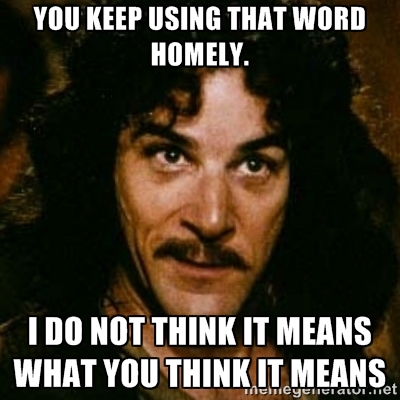 YOU KEEP USING THAT WORD
HOMELY.
I DO NOT THINK IT MEANS
WHAT YOU THINK IT MEANS
memegenerator.net